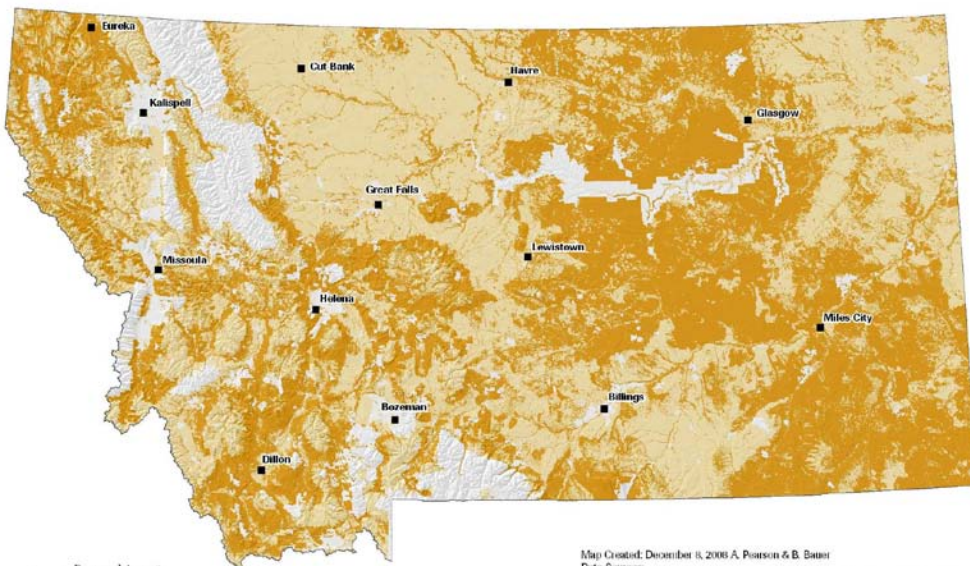 Eureka
Cut Bank
Havre
Kalispell
Glasgow
Great Falls
Lewistown
Missoula
Helena
Miles City
Billings
Bozeman
Dillon
Map Created: December 8, 2008 A. Pearson & B. Bauer